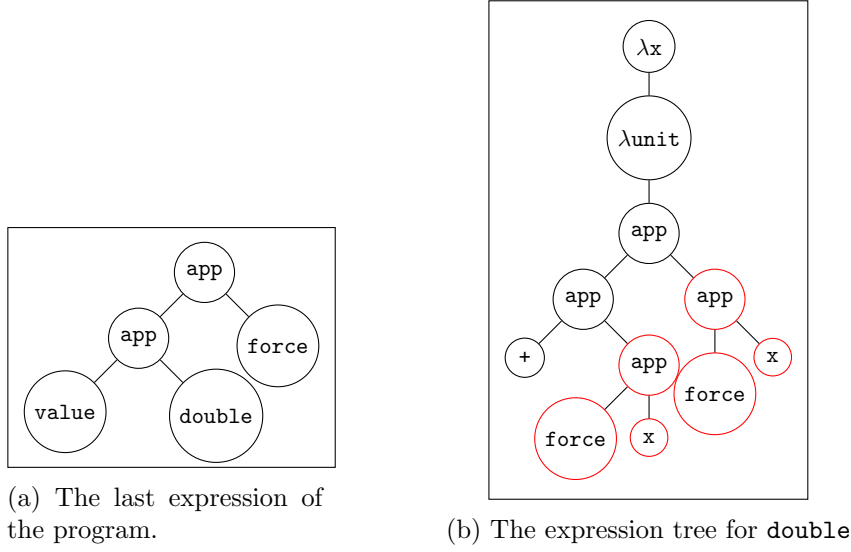 app
app
force
value
double
(a) The last expression of
the program.
λx
λunit
app
app
app
+
app
force
x
force
x
(b) The expression tree for double